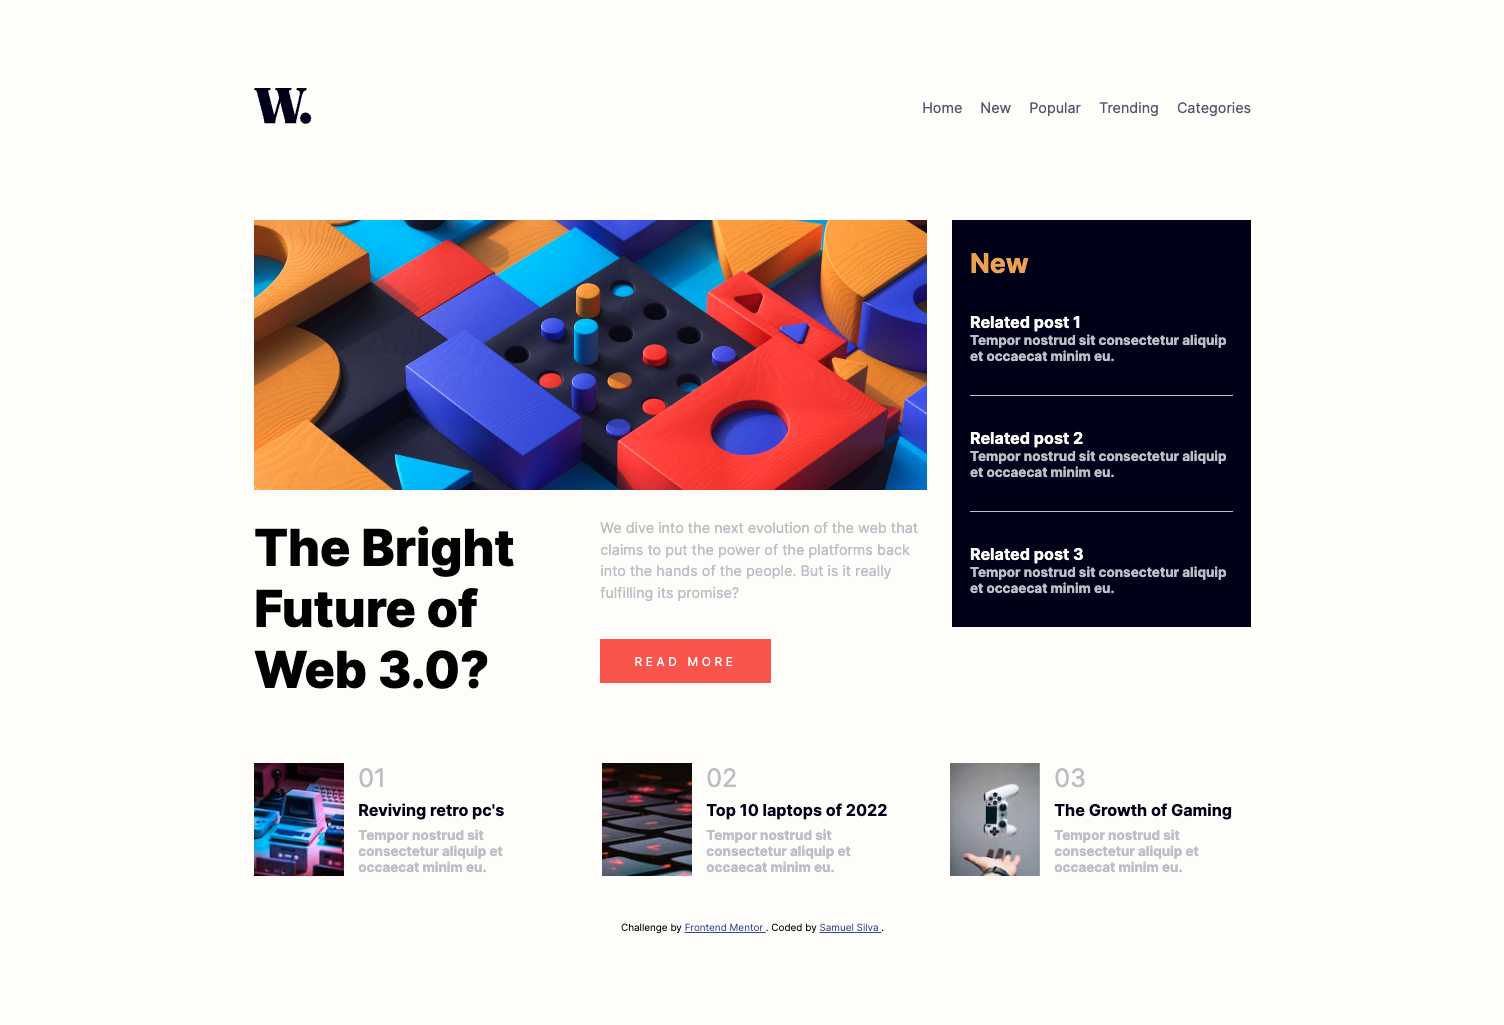 W.
Home New Popular Trending Categories
New
Related post 1
Tempor nostrud sit consectetur aliquip
et occaecat minim eu.
Related post 2
Tempor nostrud sit consectetur aliquip
et occaecat minim eu.
Related post 3
Tempor nostrud sit consectetur aliquip
et occaecat minim eu.
The Bright
Future of
Web 3.0?
We dive into the next evolution of the web that
claims to put the power of the platforms back
into the hands of the people. But is it really
fulfilling its promise?
READ MORE
01
Reviving retro pc's
Tempor nostrud sit
consectetur aliquip et
occaecat minim eu.
02
Top 10 laptops of 2022
Tempor nostrud sit
consectetur aliquip et
occaecat minim eu.
03
The Growth of Gaming
Tempor nostrud sit
consectetur aliquip et
occaecat minim eu.
Challenge by Frontend Mentor . Coded by Samuel Silva .